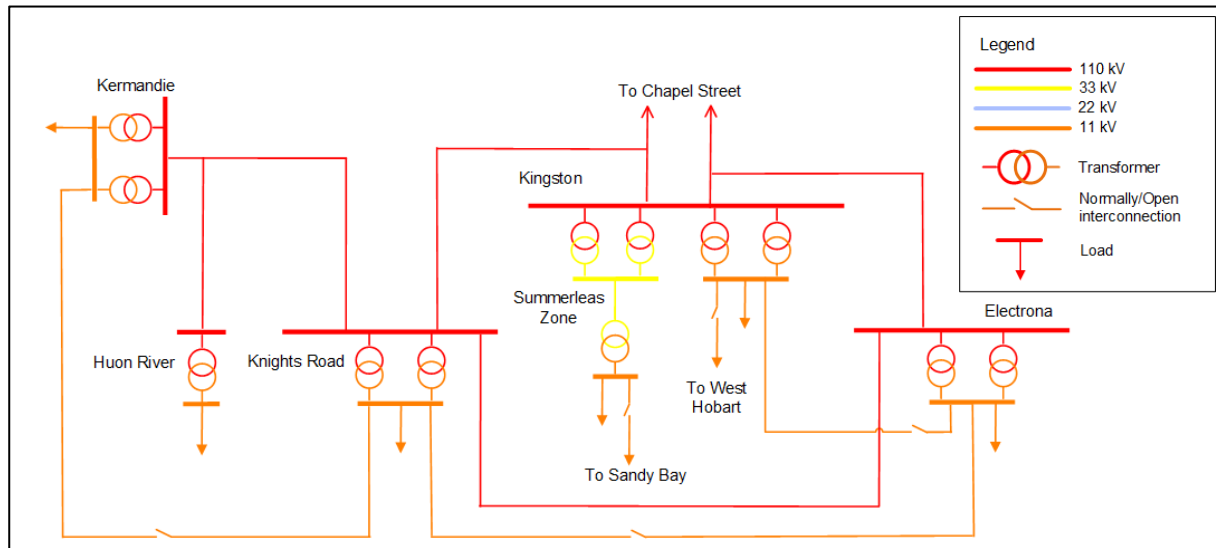 Legend
110 kV
33 kV
22 kV
11 kV
Transformer
Normally/Open
interconnection
Load
Kermandie
To Chapel Street
Kingston
Summerleas
Zone
Electrona
Huon River
Knights Road
To West
Hobart
To Sandy Bay